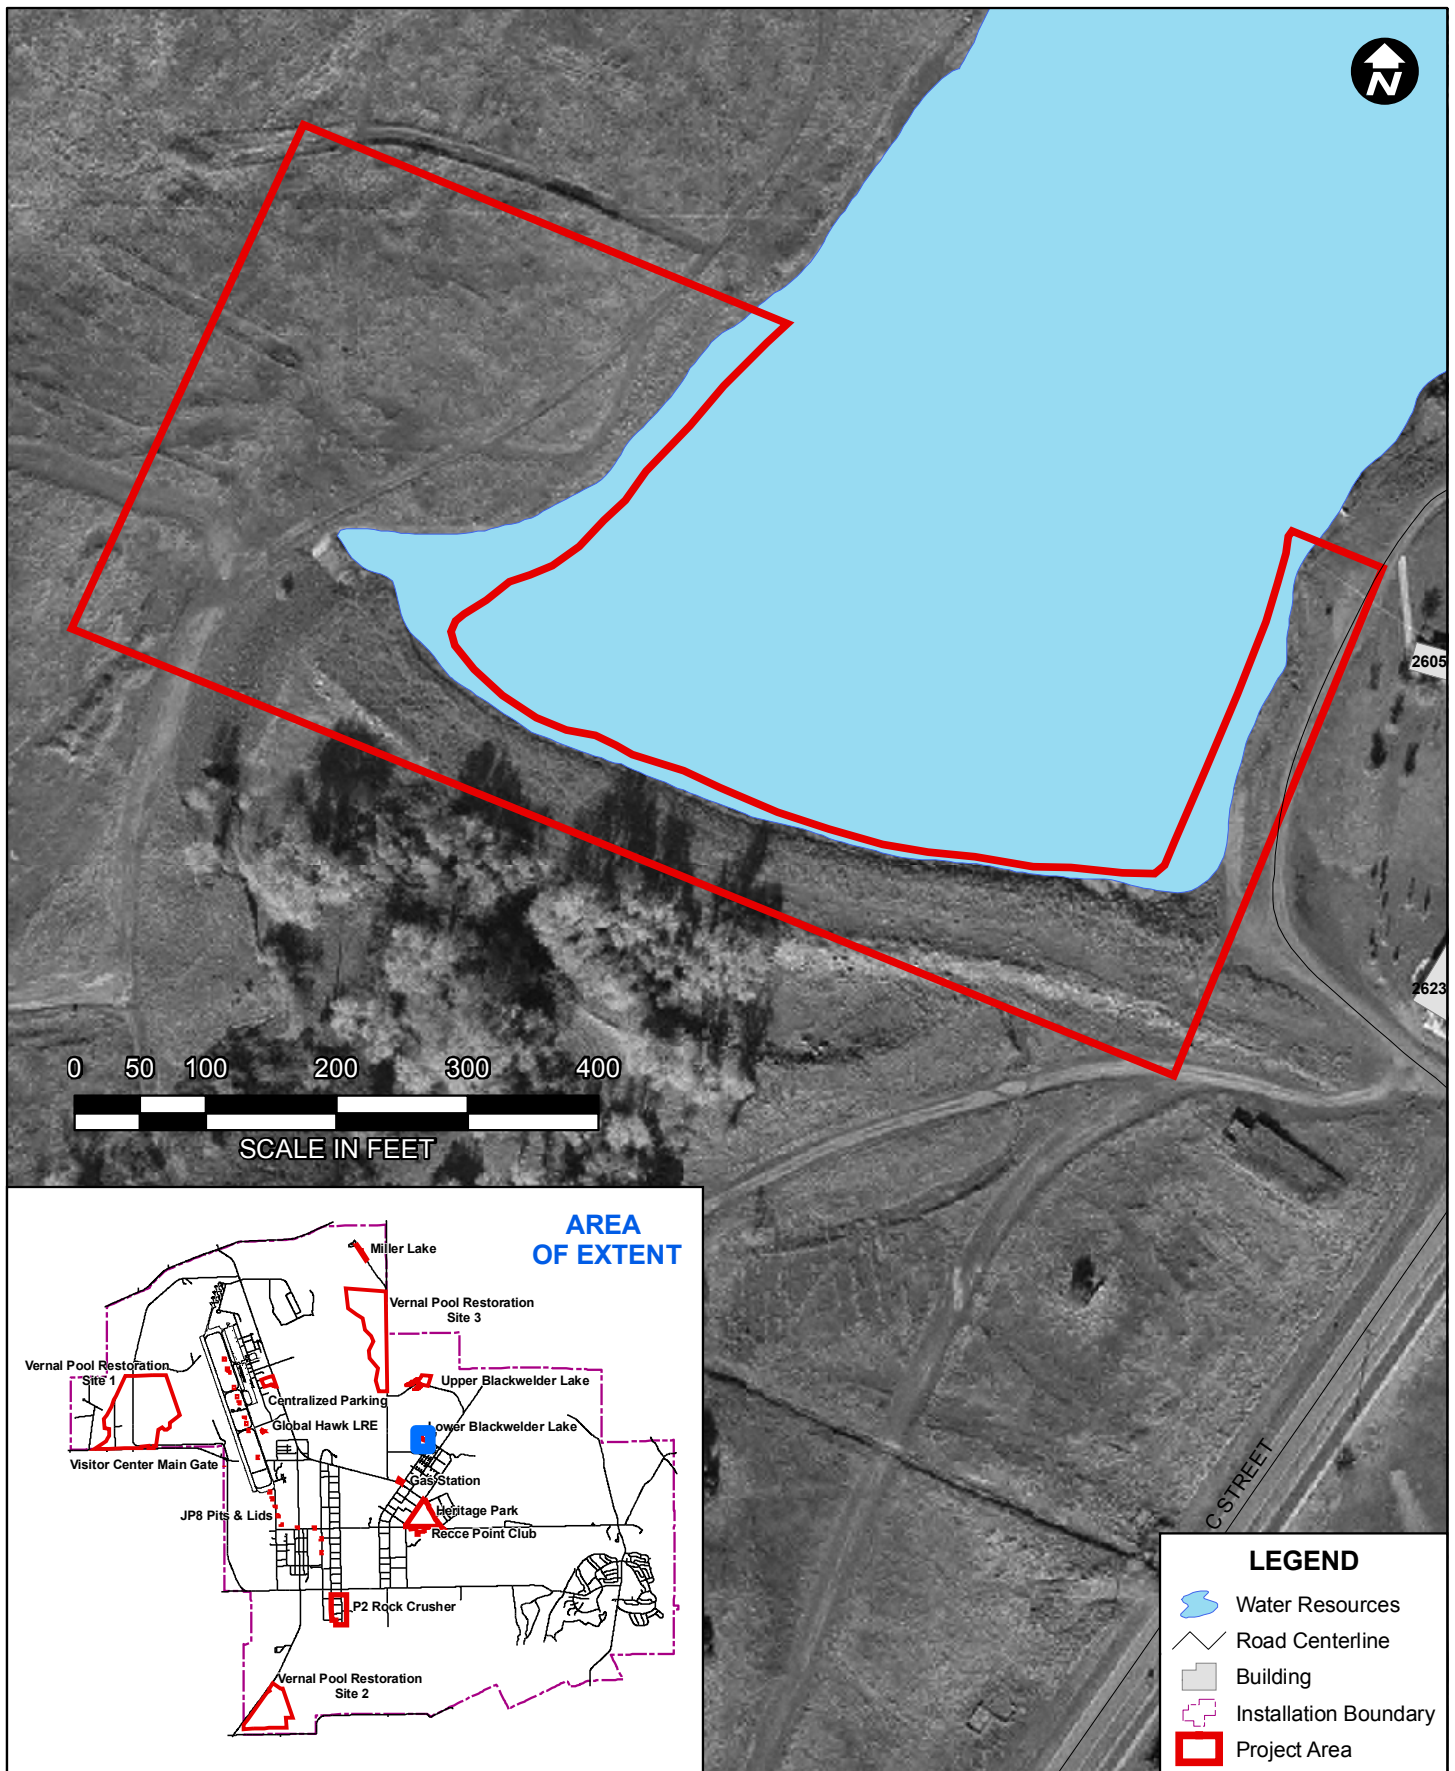 N
2605
2623
0 50 100 200 300 400
SCALE IN FEET
AREA
OF EXTENT
Miller Lake
Vernal Pool Restoration
Site 3
Vernal Pool Restoration
Site 1
Upper Blackwelder Lake
Centralized Parking
Global Hawk LRE
Lower Blackwelder Lake
Visitor Center Main Gate
Gas Station
JP8 Pits & Lids
Heritage Park
Recce Point Club
P2 Rock Crusher
Vernal Pool Restoration
Site 2
C STREET
LEGEND
Water Resources
Road Centerline
Building
Installation Boundary
Project Area